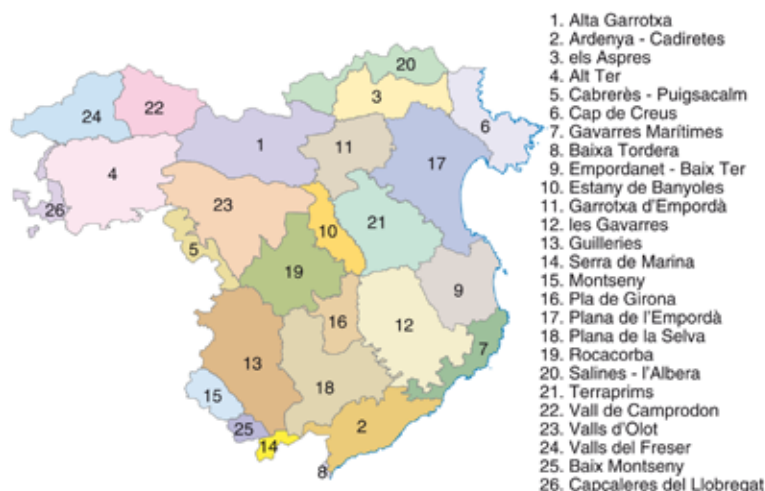 1. Alta Garrotxa
2. Ardenya - Cadiretes
3. els Aspres
4. Alt Ter
5. Cabrerès - Puigsacalm
6. Cap de Creus
7. Gavarres Marítimes
8. Baixa Tordera
9. Empordanet - Baix Ter
10. Estany de Banyoles
11. Garrotxa d'Empordà
12. les Gavarres
13. Guilleries
14. Serra de Marina
15. Montseny
16. Pla de Girona
17. Plana de l'Empordà
18. Plana de la Selva
19. Rocacorba
20. Salines - l'Albera
21. Terraprims
22. Vall de Camprodon
23. Valls d'Olot
24. Valls del Freser
25. Baix Montseny
26. Capcaleres del Llobregat
20
22
24
3
6
1
11
17
4
26
23
10
21
5
19
9
16
12
7
13
18
15
25
14
2
8